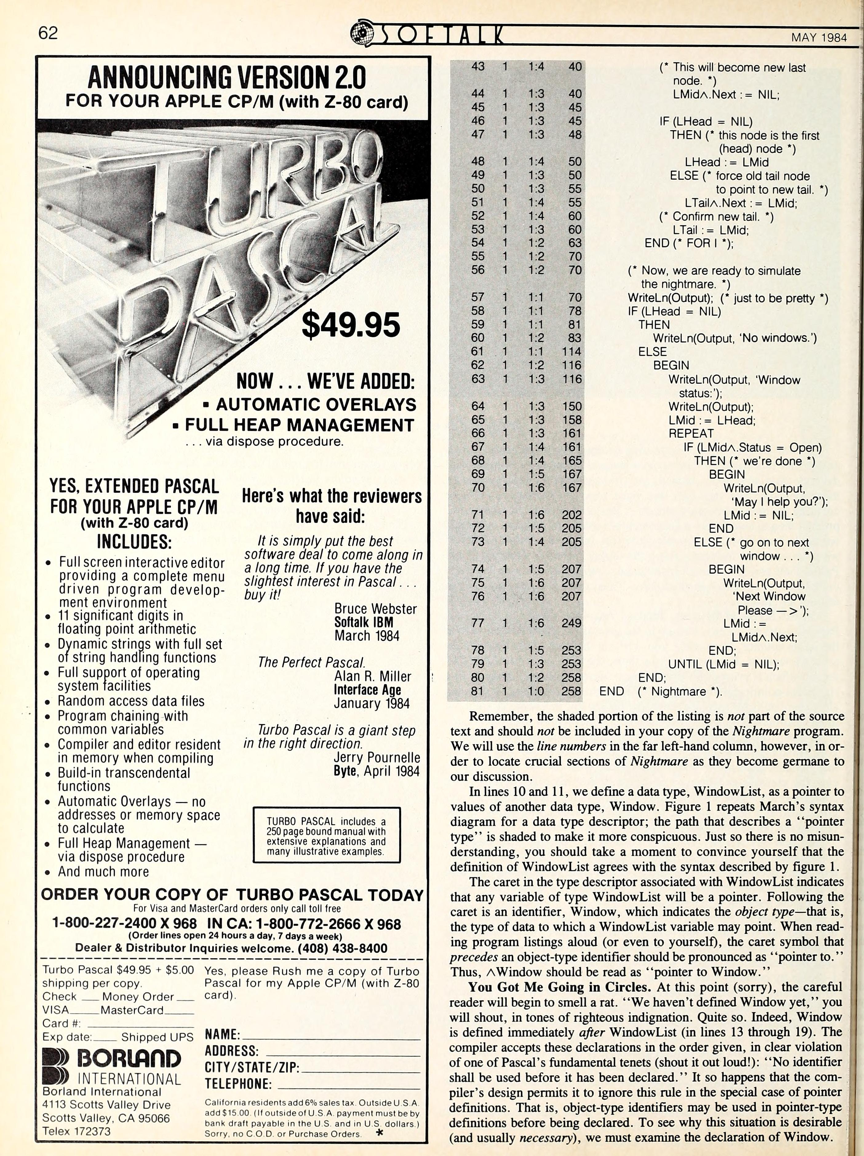 62
SOFTALK
MAY 1984
ANNOUNCING VERSION 2.0
FOR YOUR APPLE CP/M (with Z-80 card)
TURBO
PASCAL
$49.95
NOW . . . WE'VE ADDED:
▪ AUTOMATIC OVERLAYS
▪ FULL HEAP MANAGEMENT
. . . via dispose procedure.
YES, EXTENDED PASCAL
FOR YOUR APPLE CP/M
(with Z-80 card)
INCLUDES:
• Full screen interactive editor
providing a complete menu
driven program develop-
ment environment
• 11 significant digits in
floating point arithmetic
• Dynamic strings with full set
of string handling functions
• Full support of operating
system facilities
• Random access data files
• Program chaining with
common variables
• Compiler and editor resident
in memory when compiling
• Build-in transcendental
functions
• Automatic Overlays — no
addresses or memory space
to calculate
• Full Heap Management —
via dispose procedure
• And much more
Here's what the reviewers
have said:
It is simply put the best
software deal to come along in
a long time. If you have the
slightest interest in Pascal . . .
buy it!
Bruce Webster
Softalk IBM
March 1984
The Perfect Pascal.
Alan R. Miller
Interface Age
January 1984
Turbo Pascal is a giant step
in the right direction.
Jerry Pournelle
Byte, April 1984
TURBO PASCAL includes a
250 page bound manual with
extensive explanations and
many illustrative examples.
ORDER YOUR COPY OF TURBO PASCAL TODAY
For Visa and MasterCard orders only call toll free
1-800-227-2400 X 968 IN CA: 1-800-772-2666 X 968
(Order lines open 24 hours a day, 7 days a week)
Dealer & Distributor Inquiries welcome. (408) 438-8400
Turbo Pascal $49.95 + $5.00
shipping per copy.
Check ___ Money Order___
VISA___ MasterCard____
Card #: ________
Exp date:____ Shipped UPS
BORLAND
INTERNATIONAL
Borland International
4113 Scotts Valley Drive
Scotts Valley, CA 95066
Telex 172373
Yes, please Rush me a copy of Turbo
Pascal for my Apple CP/M (with Z-80
card).
NAME:________
ADDRESS: ________
CITY/STATE/ZIP:________
TELEPHONE: ________
California residents add 6% sales tax. Outside U.S.A.
add $15.00. (If outside of U.S.A. payment must be by
bank draft payable in the U.S. and in U.S. dollars.)
Sorry, no C.O.D. or Purchase Orders. *
43 1 1:4 40 (* This will become new last
node. *)
44 1 1:3 40 LMid^.Next := NIL;
45 1 1:3 45
46 1 1:3 45 IF (LHead = NIL)
47 1 1:3 48 THEN (* this node is the first
(head) node *)
48 1 1:4 50 LHead := LMid
49 1 1:3 50 ELSE (* force old tail node
50 1 1:3 55 to point to new tail. *)
51 1 1:4 55 LTail^.Next := LMid;
52 1 1:4 60 (* Confirm new tail. *)
53 1 1:3 60 LTail := LMid;
54 1 1:2 63 END (* FOR I *);
55 1 1:2 70
56 1 1:2 70 (* Now, we are ready to simulate
the nightmare. *)
57 1 1:1 70 WriteLn(Output); (* just to be pretty *)
58 1 1:1 78 IF (LHead = NIL)
59 1 1:1 81 THEN
60 1 1:2 83 WriteLn(Output, 'No windows.')
61 1 1:1 114 ELSE
62 1 1:2 116 BEGIN
63 1 1:3 116 WriteLn(Output, 'Window
status:');
64 1 1:3 150 WriteLn(Output);
65 1 1:3 158 LMid := LHead;
66 1 1:3 161 REPEAT
67 1 1:4 161 IF (LMid^.Status = Open)
68 1 1:4 165 THEN (* we're done *)
69 1 1:5 167 BEGIN
70 1 1:6 167 WriteLn(Output,
'May I help you?');
71 1 1:6 202 LMid := NIL;
72 1 1:5 205 END
73 1 1:4 205 ELSE (* go on to next
window . . . *)
74 1 1:5 207 BEGIN
75 1 1:6 207 WriteLn(Output,
76 1 1:6 207 'Next Window
Please —>');
77 1 1:6 249 LMid :=
LMid^.Next;
78 1 1:5 253 END;
79 1 1:3 253 UNTIL (LMid = NIL);
80 1 1:2 258 END;
81 1 1:0 258 END (* Nightmare *).
Remember, the shaded portion of the listing is not part of the source
text and should not be included in your copy of the Nightmare program.
We will use the line numbers in the far left-hand column, however, in or-
der to locate crucial sections of Nightmare as they become germane to
our discussion.
In lines 10 and 11, we define a data type, WindowList, as a pointer to
values of another data type, Window. Figure 1 repeats March's syntax
diagram for a data type descriptor; the path that describes a "pointer
type" is shaded to make it more conspicuous. Just so there is no misun-
derstanding, you should take a moment to convince yourself that the
definition of WindowList agrees with the syntax described by figure 1.
The caret in the type descriptor associated with WindowList indicates
that any variable of type WindowList will be a pointer. Following the
caret is an identifier, Window, which indicates the object type—that is,
the type of data to which a WindowList variable may point. When read-
ing program listings aloud (or even to yourself), the caret symbol that
precedes an object-type identifier should be pronounced as "pointer to."
Thus, ^Window should be read as "pointer to Window."
You Got Me Going in Circles. At this point (sorry), the careful
reader will begin to smell a rat. "We haven't defined Window yet," you
will shout, in tones of righteous indignation. Quite so. Indeed, Window
is defined immediately after WindowList (in lines 13 through 19). The
compiler accepts these declarations in the order given, in clear violation
of one of Pascal's fundamental tenets (shout it out loud!): "No identifier
shall be used before it has been declared." It so happens that the com-
piler's design permits it to ignore this rule in the special case of pointer
definitions. That is, object-type identifiers may be used in pointer-type
definitions before being declared. To see why this situation is desirable
(and usually necessary), we must examine the declaration of Window.